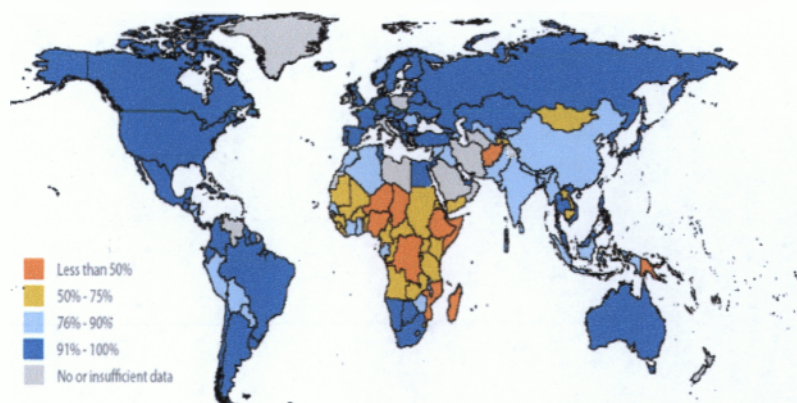 Less than 50%
50% - 75%
76% - 90%
91% - 100%
No or insufficient data